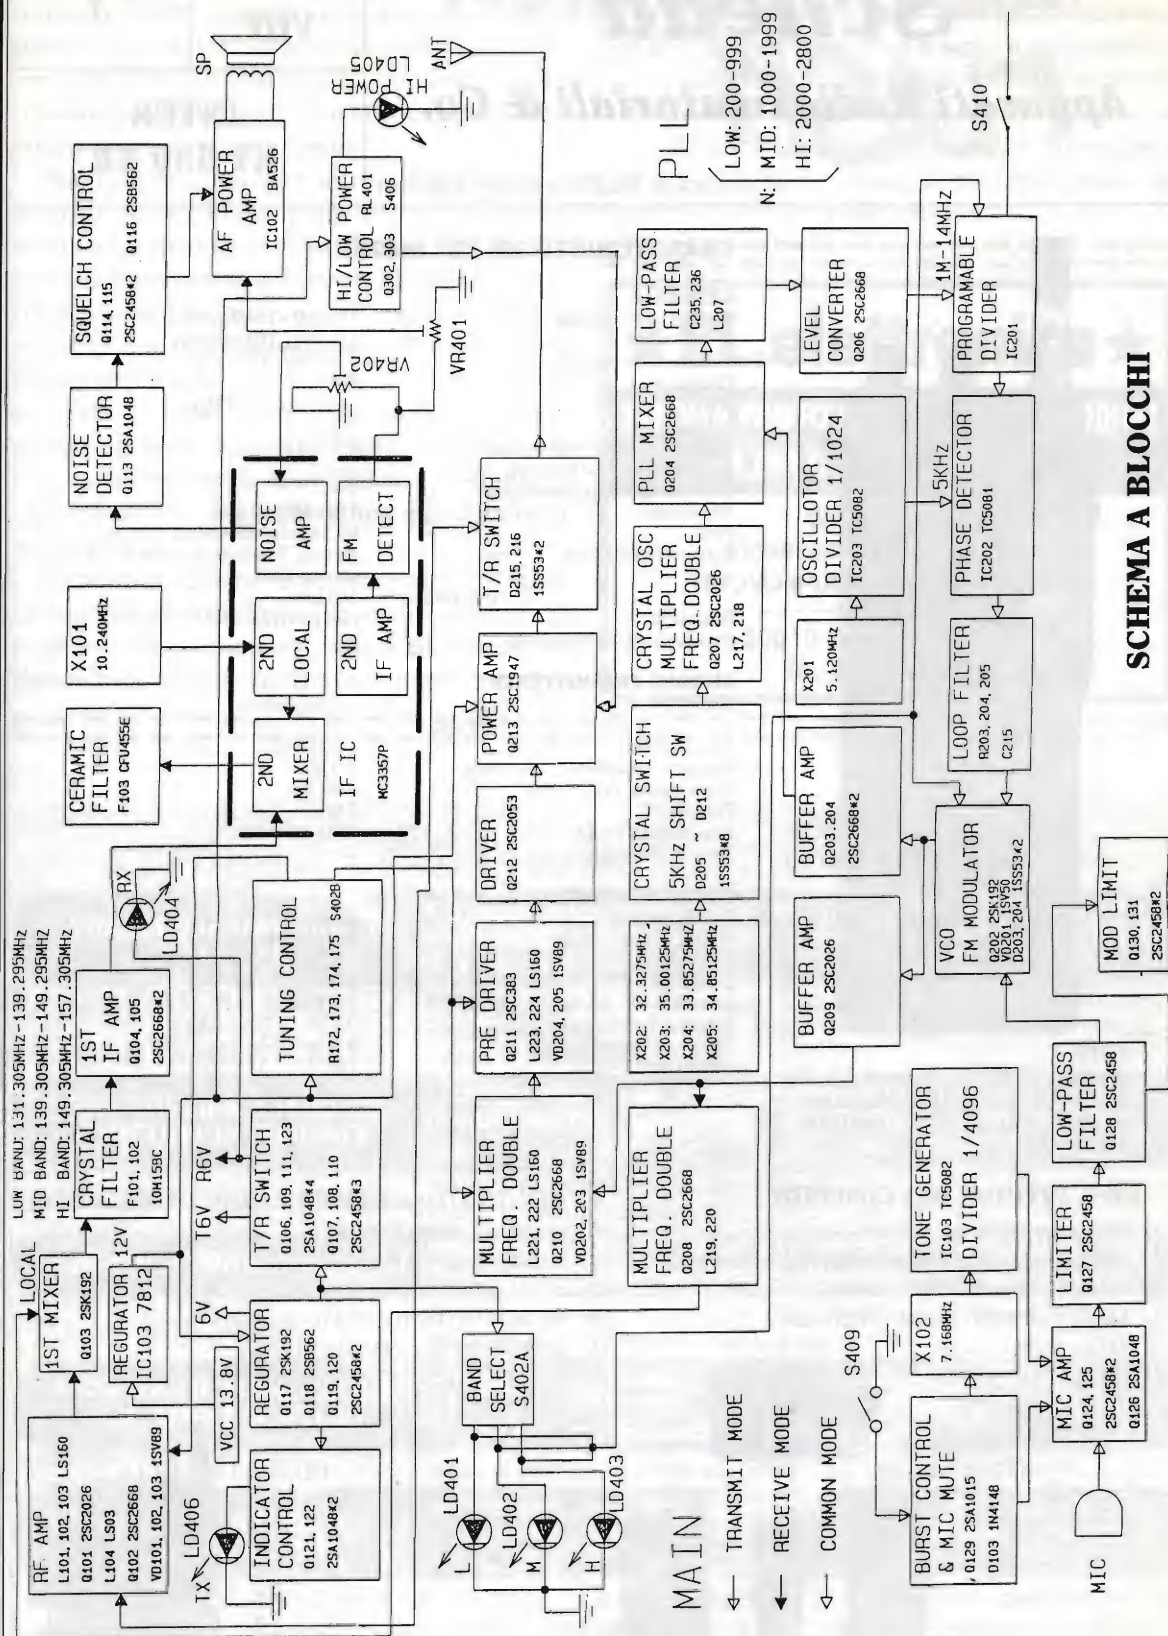 LOW BAND: 131.305MHz-139.295MHz
MID BAND: 139.305MHz-149.295MHz
HI BAND: 149.305MHz-157.305MHz
RF AMP
L101, 102, 103 LS160
Q101 2SC2026
L104 LS03
Q102 2SC2668
VD101, 102, 103 1SV89
LOCAL
1ST MIXER
Q103 2SK192
CRYSTAL
FILTER
F101, 102
10M15BC
1ST
IF AMP
Q104, 105
2SC2668*2
RX
LD404
CERAMIC
FILTER
F103 CFU455E
X101
10.240MHz
2ND
MIXER
2ND
LOCAL
NOISE
AMP
IF IC
MC3357P
2ND
IF AMP
FM
DETECT
NOISE
DETECTOR
Q113 2SA1048
SQUELCH CONTROL
Q114, 115
2SC2458*2 Q116 2SB562
AF POWER
AMP
IC102 BA526
SP
VR402
VR401
HI/LOW POWER
CONTROL RL401
Q302, 303 S406
HI POWER
LD405
ANT
REGURATOR
IC103 7812
12V
VCC 13.8V
TX
LD406
INDICATOR
CONTROL
Q121, 122
2SA1048*2
6V
REGURATOR
Q117 2SK192
Q118 2SB562
Q119, 120
2SC2458*2
T6V
R6V
T/R SWITCH
Q106, 109, 111, 123
2SA1048*4
Q107, 108, 110
2SC2458*3
TUNING CONTROL
R172, 173, 174, 175 S402B
LD401
L
LD402
M
LD403
H
BAND
SELECT
S402A
MULTIPLIER
FREQ. DOUBLE
L221, 222 LS160
Q210 2SC2668
VD202, 203 1SV89
PRE DRIVER
Q211 2SC383
L223, 224 LS160
VD204, 205 1SV89
DRIVER
Q212 2SC2053
POWER AMP
Q213 2SC1947
T/R SWITCH
D215, 216
1SS53*2
MAIN
TRANSMIT MODE
RECEIVE MODE
COMMON MODE
MULTIPLIER
FREQ. DOUBLE
Q208 2SC2668
L219, 220
X202: 32.3275MHz,
X203: 35.00125MHz
X204: 33.85275MHz
X205: 34.85125MHz
CRYSTAL SWITCH
5KHz SHIFT SW
D205 ~ D212
1SS53*8
CRYSTAL OSC
MULTIPLIER
FREQ. DOUBLE
Q207 2SC2026
L217, 218
PLL MIXER
Q204 2SC2668
LOW-PASS
FILTER
C235, 236
L207
PLL
N:
LOW: 200-999
MID: 1000-1999
HI: 2000-2800
BUFFER AMP
Q209 2SC2026
BUFFER AMP
Q203.204
2SC2668*2
X201
5.120MHz
OSCILLOTOR
DIVIDER 1/1024
IC203 TC5082
LEVEL
CONVERTER
Q206 2SC2668
S409
BURST CONTROL
& MIC MUTE
, Q129 2SA1015
D103 1N4148
X102
7.168MHz
TONE GENERATOR
IC103 TC5082
DIVIDER 1/4096
VCO
FM MODULATOR
Q202 2SK192
VD201 1SV50
D203, 204 1SS53*2
LOOP FILTER
R203, 204, 205
C215
5KHz
PHASE DETECTOR
IC202 TC5081
1M-14MHz
PROGRAMABLE
DIVIDER
IC201
S410
MIC
MIC AMP
Q124, 125
2SC2458*2
Q126 2SA1048
LIMITER
Q127 2SC2458
LOW-PASS
FILTER
Q128 2SC2458
MOD LIMIT
Q130, 131
2SC2458*2
SCHEMA A BLOCCHI